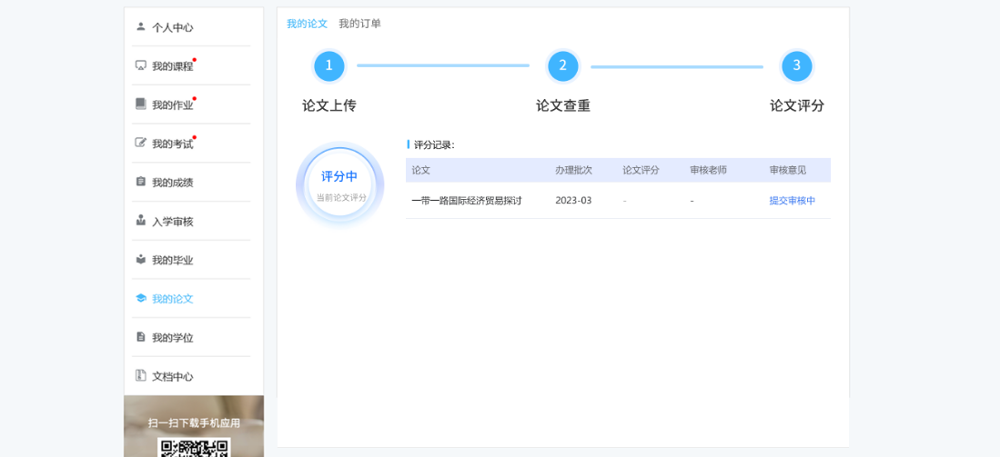 个人中心
我的课程
我的作业
我的考试
我的成绩
入学审核
我的毕业
我的论文
我的学位
文档中心
扫一扫下载手机应用
我的论文 我的订单
1 2 3
论文上传 论文查重 论文评分
评分中
当前论文评分
评分记录:
论文 办理批次 论文评分 审核老师 审核意见
一带一路国际经济贸易探讨 2023-03 - - 提交审核中